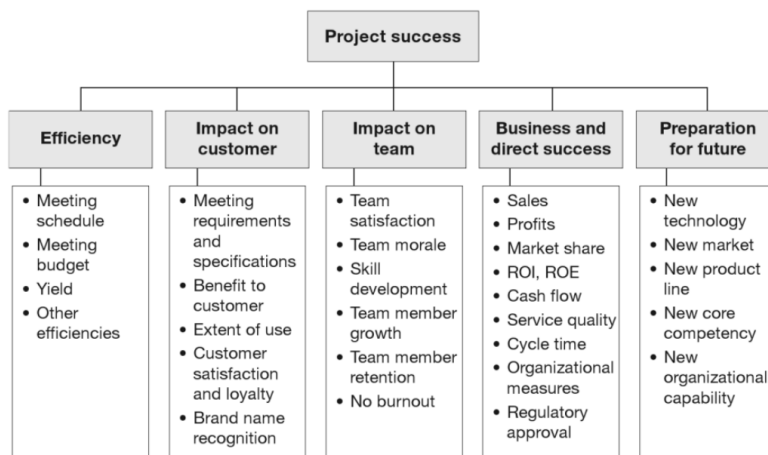 Project success
Efficiency
• Meeting
schedule
• Meeting
budget
• Yield
• Other
efficiencies
Impact on
customer
• Meeting
requirements
and
specifications
• Benefit to
customer
• Extent of use
• Customer
satisfaction
and loyalty
• Brand name
recognition
Impact on
team
• Team
satisfaction
• Team morale
• Skill
development
• Team member
growth
• Team member
retention
• No burnout
Business and
direct success
• Sales
• Profits
• Market share
• ROI, ROE
• Cash flow
• Service quality
• Cycle time
• Organizational
measures
• Regulatory
approval
Preparation
for future
• New
technology
• New market
• New product
line
• New core
competency
• New
organizational
capability